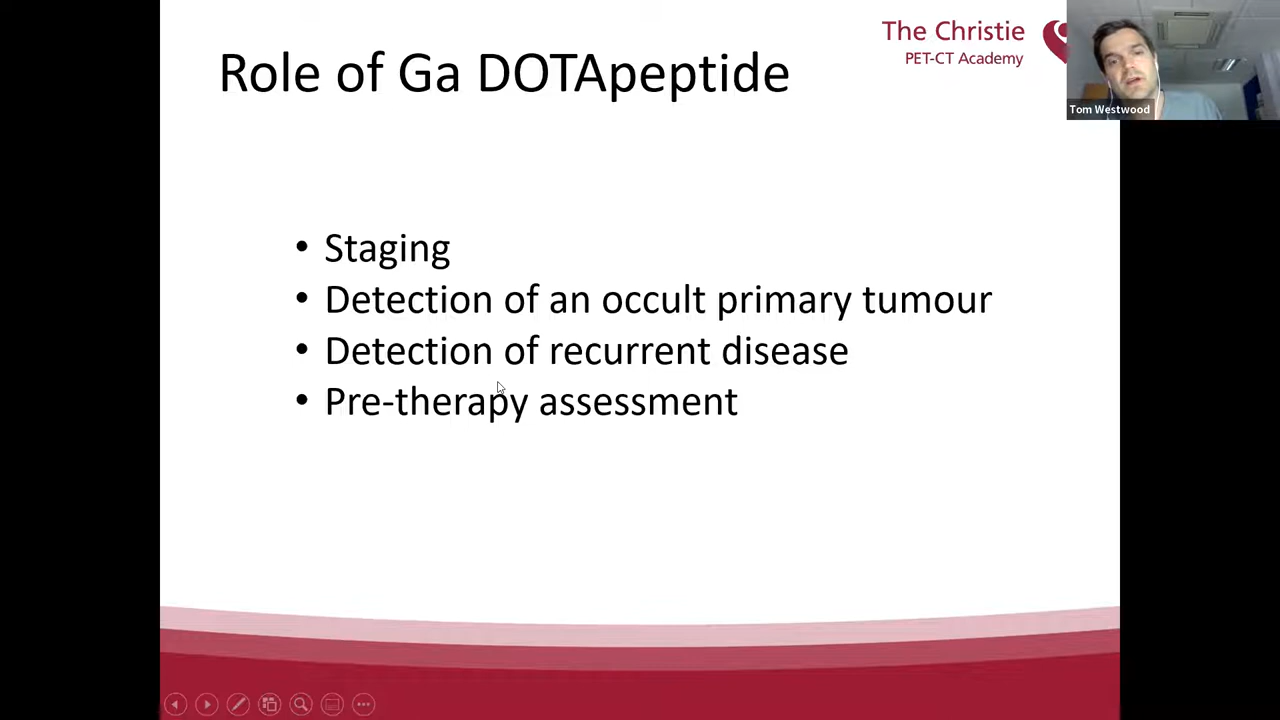 Role of Ga DOTApeptide
The Christie
PET-CT Academy
Tom Westwood
• Staging
• Detection of an occult primary tumour
• Detection of recurrent disease
• Pre-therapy assessment